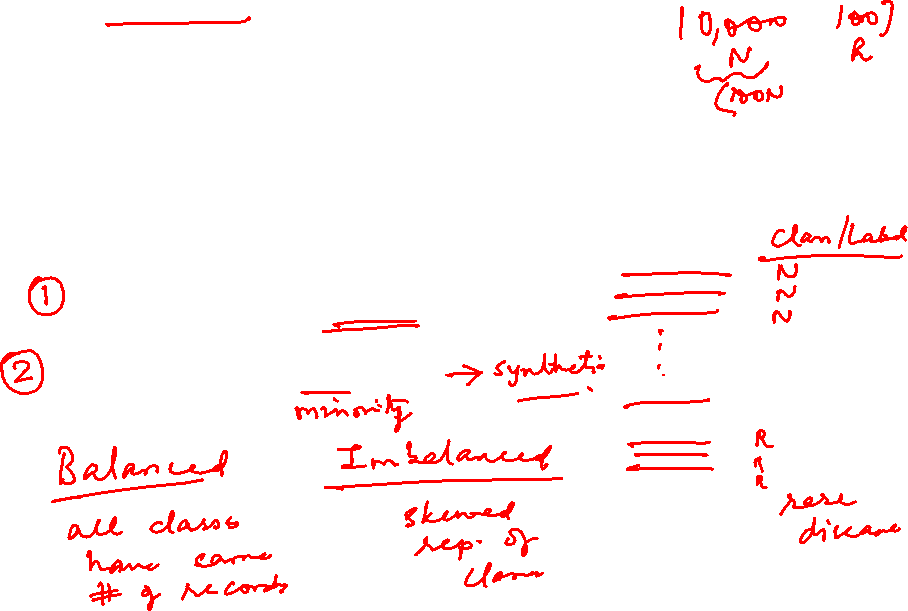 10,000 100
N R
100N
Class/Label
N
N
①
N
② → synthetic
minority
R
Balanced Imbalanced
R
R
all classes skewed rare
have same rep. of disease
# of records classes